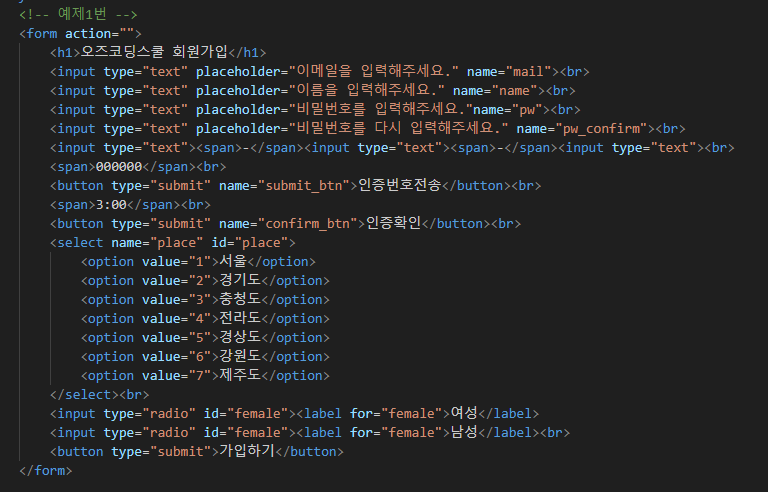 <!-- 예제1번 -->
<form action="">
<h1>오즈코딩스쿨 회원가입</h1>
<input type="text" placeholder="이메일을 입력해주세요." name="mail"><br>
<input type="text" placeholder="이름을 입력해주세요." name="name"><br>
<input type="text" placeholder="비밀번호를 입력해주세요."name="pw"><br>
<input type="text" placeholder="비밀번호를 다시 입력해주세요." name="pw_confirm"><br>
<input type="text"><span>-</span><input type="text"><span>-</span><input type="text"><br>
<span>000000</span><br>
<button type="submit" name="submit_btn">인증번호전송</button><br>
<span>3:00</span><br>
<button type="submit" name="confirm_btn">인증확인</button><br>
<select name="place" id="place">
<option value="1">서울</option>
<option value="2">경기도</option>
<option value="3">충청도</option>
<option value="4">전라도</option>
<option value="5">경상도</option>
<option value="6">강원도</option>
<option value="7">제주도</option>
</select><br>
<input type="radio" id="female"><label for="female">여성</label>
<input type="radio" id="female"><label for="female">남성</label><br>
<button type="submit">가입하기</button>
</form>